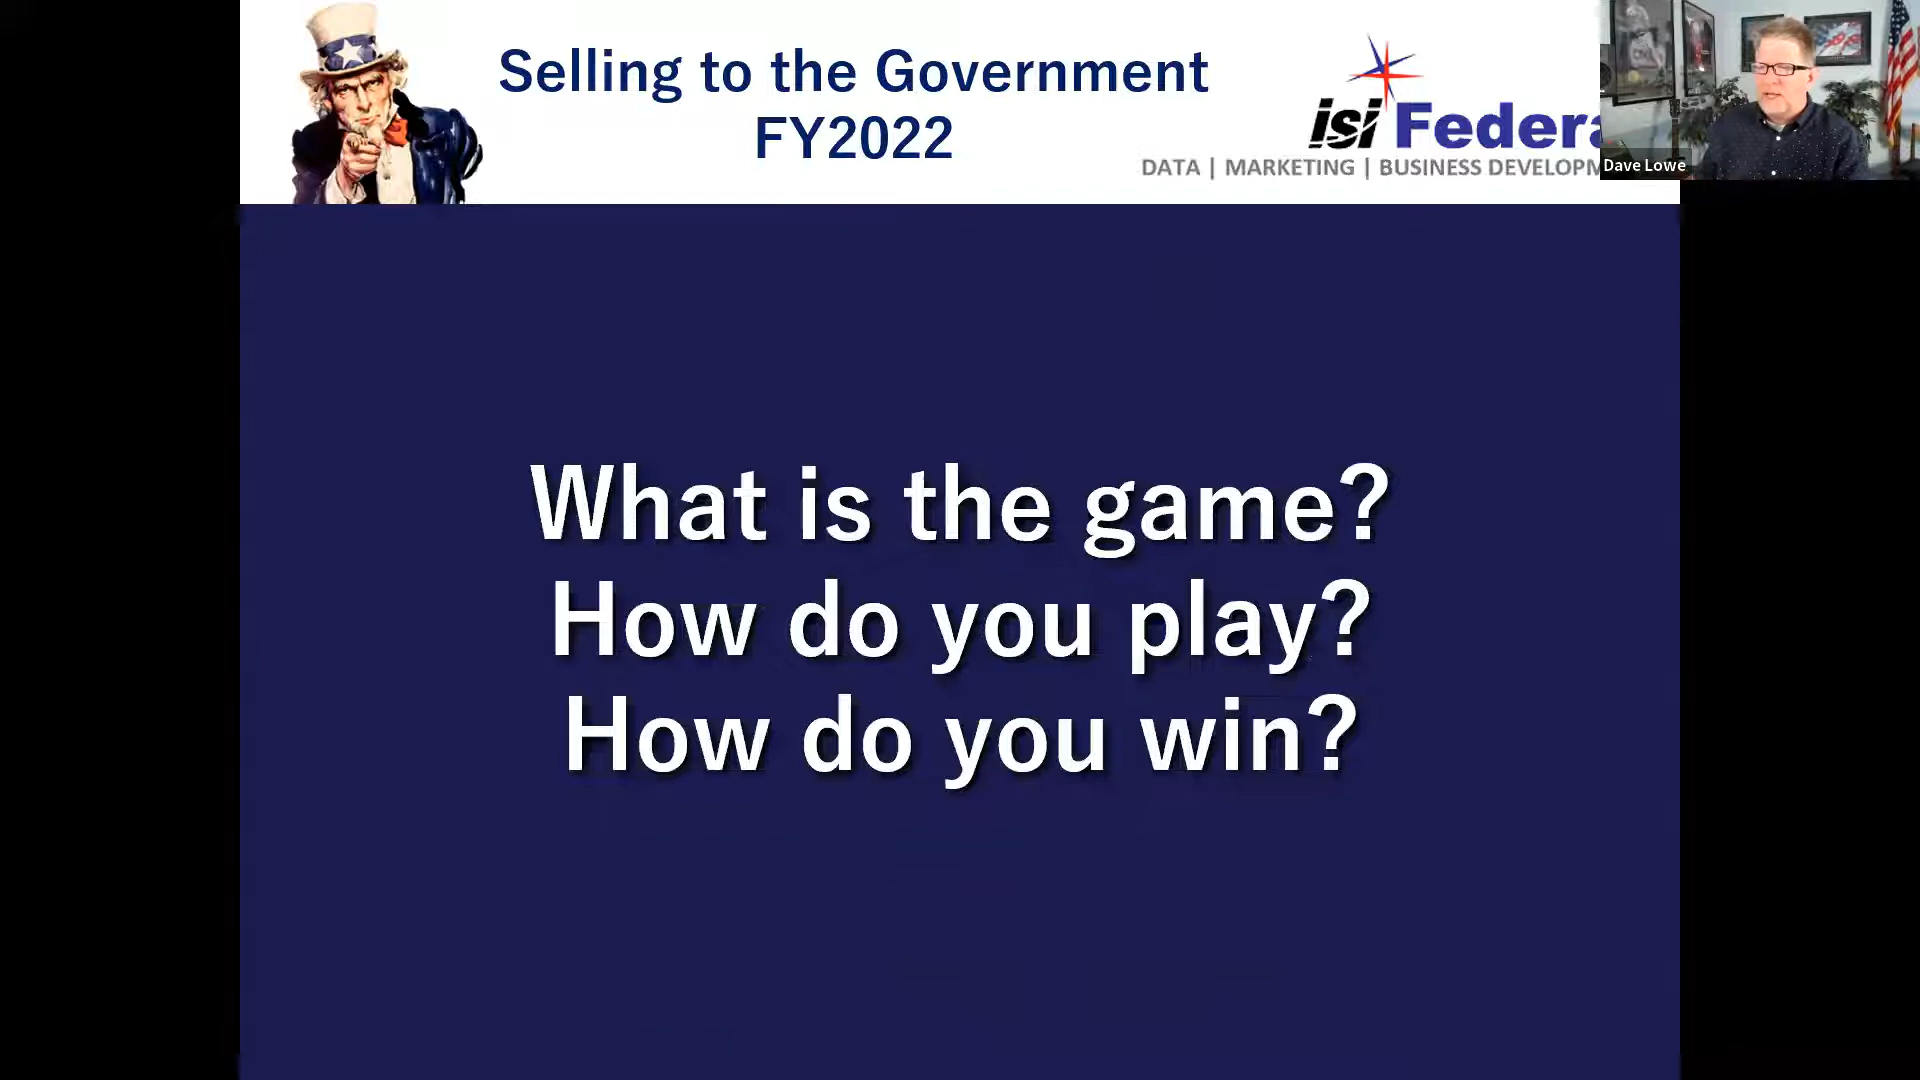 Selling to the Government
FY2022
isi Federa
DATA | MARKETING | BUSINESS DEVELOPM
Dave Lowe
What is the game?
How do you play?
How do you win?